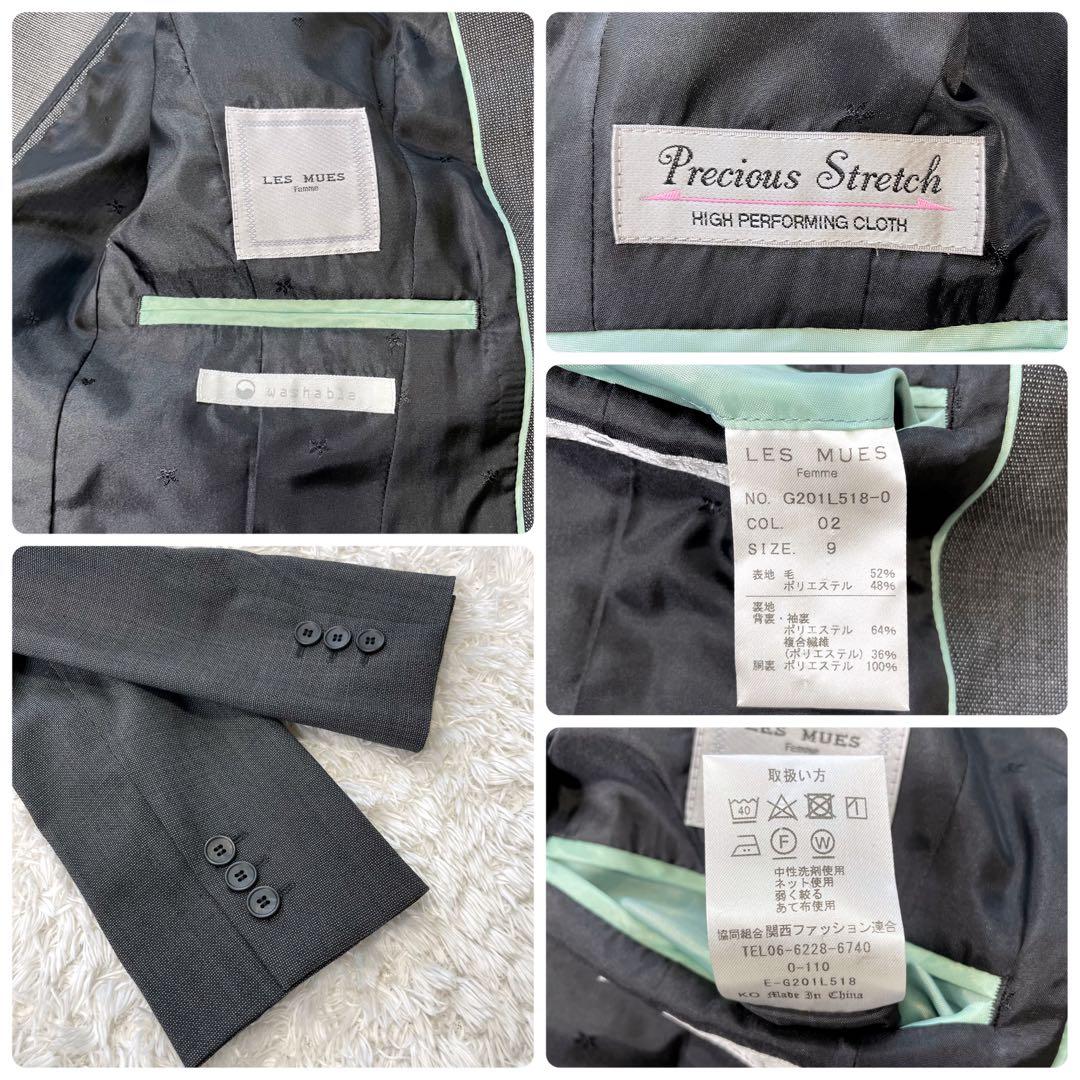 LES MUES
Femme
washable
Precious Stretch
HIGH PERFORMING CLOTH
LES MUES
Femme
NO. G201L518-0
COL. 02
SIZE. 9
表地 毛 52%
ポリエステル 48%
裏地
背裏・袖裏
ポリエステル 64%
複合繊維
(ポリエステル) 36%
胴裏 ポリエステル 100%
LES MUES
Femme
取扱い方
40
F W
中性洗剤使用
ネット使用
弱く絞る
あて布使用
協同組合 関西ファッション連合
TEL06-6228-6740
0-110
E-G201L518
KO Made In China